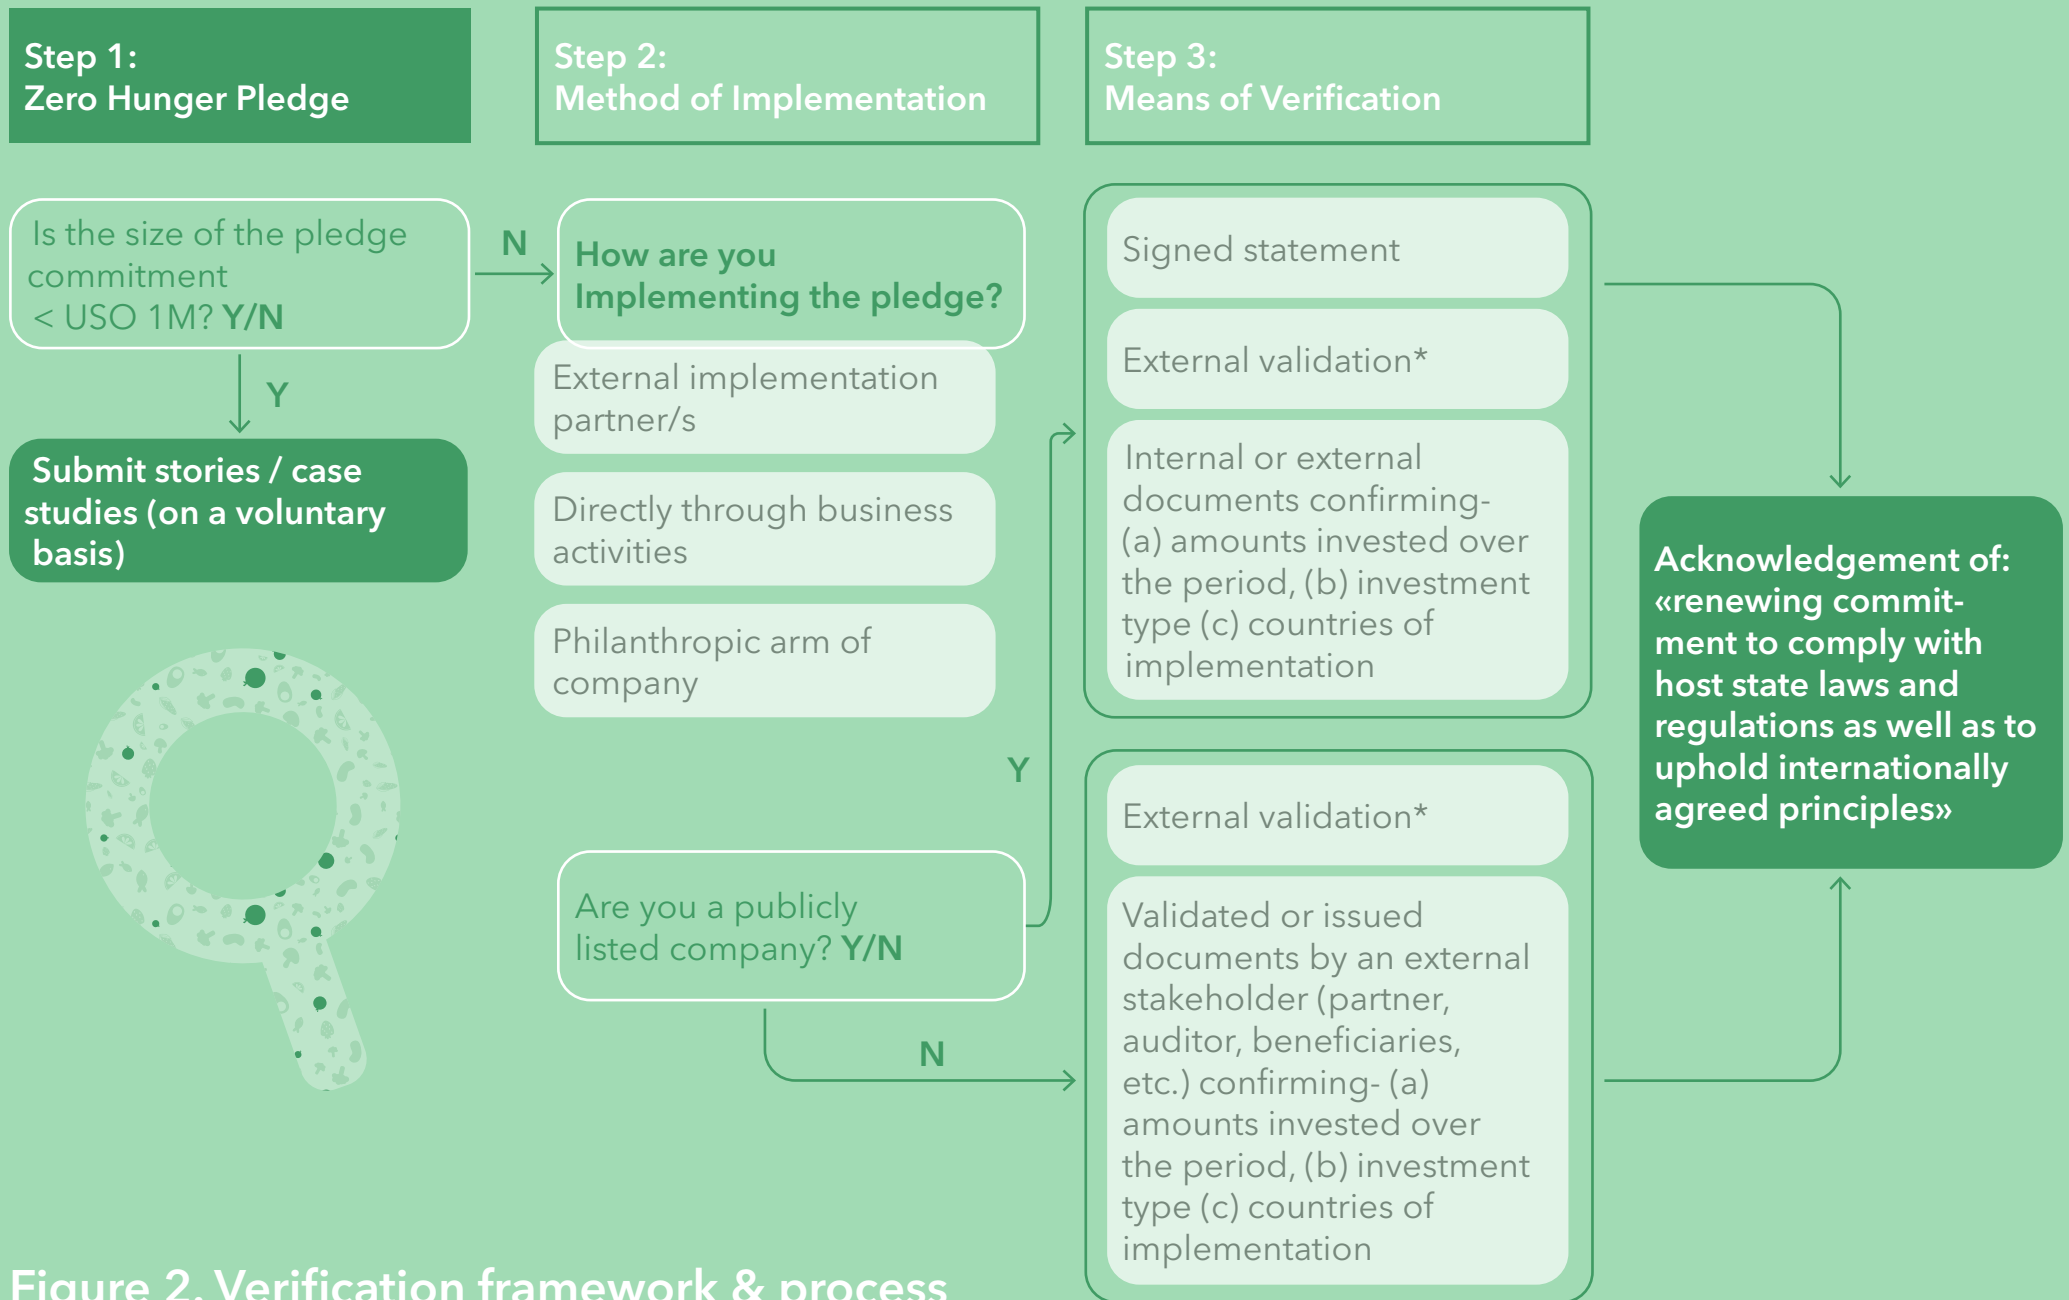 Step 1:
Zero Hunger Pledge
Step 2:
Method of Implementation
Step 3:
Means of Verification
Is the size of the pledge
commitment
< USO 1M? Y/N
N
Y
Submit stories / case
studies (on a voluntary
basis)
How are you
Implementing the pledge?
External implementation
partner/s
Directly through business
activities
Philanthropic arm of
company
Are you a publicly
listed company? Y/N
Y
N
Signed statement
External validation*
Internal or external
documents confirming-
(a) amounts invested over
the period, (b) investment
type (c) countries of
implementation
External validation*
Validated or issued
documents by an external
stakeholder (partner,
auditor, beneficiaries,
etc.) confirming- (a)
amounts invested over
the period, (b) investment
type (c) countries of
implementation
Acknowledgement of:
«renewing commit-
ment to comply with
host state laws and
regulations as well as to
uphold internationally
agreed principles»
Figure 2. Verification framework & process